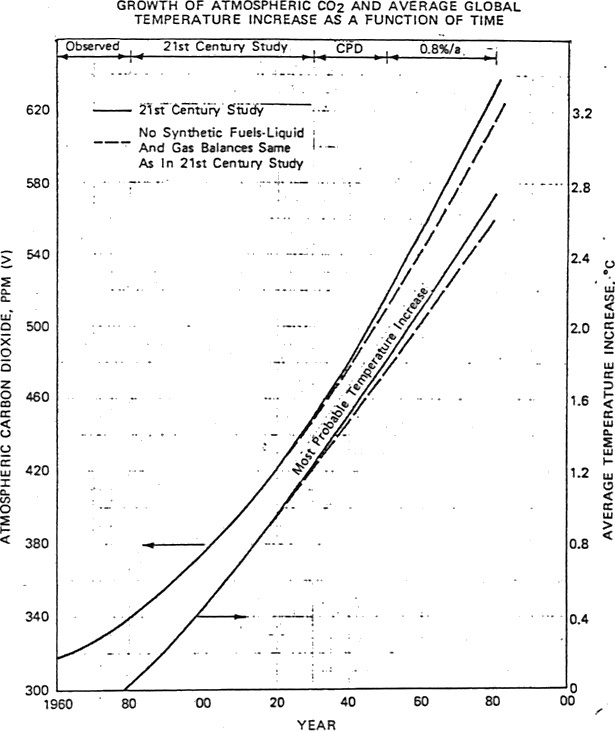 GROWTH OF ATMOSPHERIC CO2 AND AVERAGE GLOBAL
TEMPERATURE INCREASE AS A FUNCTION OF TIME
Observed
21st Century Study
CPD
0.8%/a
21st Century Study
No Synthetic Fuels-Liquid
And Gas Balances Same
As In 21st Century Study
Most Probable Temperature Increase
ATMOSPHERIC CARBON DIOXIDE, PPM (V)
620
580
540
500
460
420
380
340
300
AVERAGE TEMPERATURE INCREASE, °C
3.2
2.8
2.4
2.0
1.6
1.2
0.8
0.4
0
1960
80
00
20
40
60
80
00
YEAR